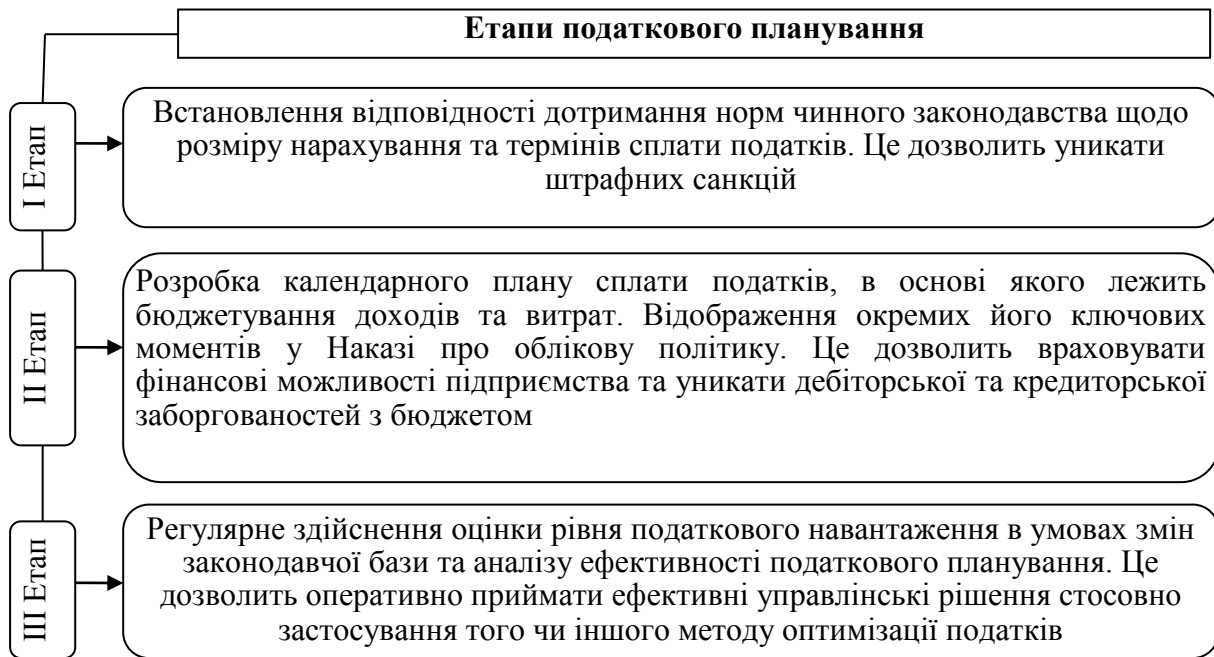 Етапи податкового планування
I Етап
Встановлення відповідності дотримання норм чинного законодавства щодо
розміру нарахування та термінів сплати податків. Це дозволить уникати
штрафних санкцій
II Етап
Розробка календарного плану сплати податків, в основі якого лежить
бюджетування доходів та витрат. Відображення окремих його ключових
моментів у Наказі про облікову політику. Це дозволить враховувати
фінансові можливості підприємства та уникати дебіторської та кредиторської
заборгованостей з бюджетом
III Етап
Регулярне здійснення оцінки рівня податкового навантаження в умовах змін
законодавчої бази та аналізу ефективності податкового планування. Це
дозволить оперативно приймати ефективні управлінські рішення стосовно
застосування того чи іншого методу оптимізації податків